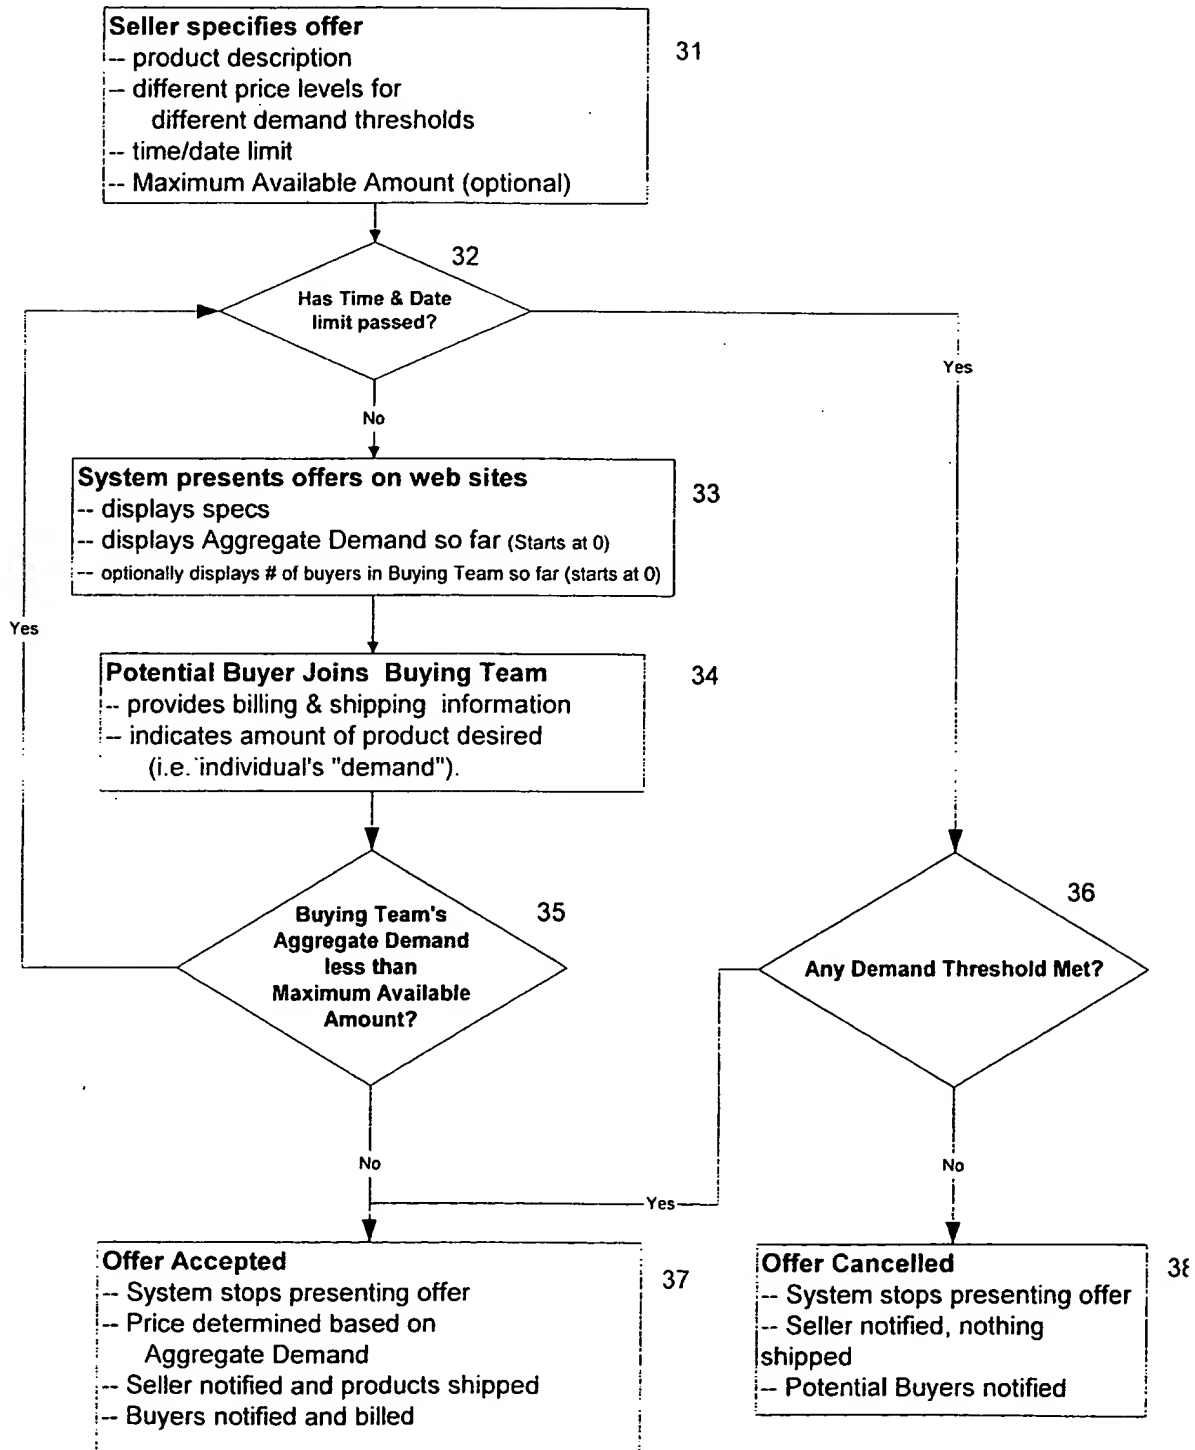 Seller specifies offer
-- product description
-- different price levels for
different demand thresholds
-- time/date limit
-- Maximum Available Amount (optional)
31
32
Has Time & Date
limit passed?
Yes
No
System presents offers on web sites
-- displays specs
-- displays Aggregate Demand so far (Starts at 0)
-- optionally displays # of buyers in Buying Team so far (starts at 0)
33
Yes
Potential Buyer Joins Buying Team
-- provides billing & shipping information
-- indicates amount of product desired
(i.e. individual's "demand").
34
Buying Team's
Aggregate Demand
less than
Maximum Available
Amount?
35
36
Any Demand Threshold Met?
No
No
Yes
Offer Accepted
-- System stops presenting offer
-- Price determined based on
Aggregate Demand
-- Seller notified and products shipped
-- Buyers notified and billed
37
Offer Cancelled
-- System stops presenting offer
-- Seller notified, nothing
shipped
-- Potential Buyers notified
38